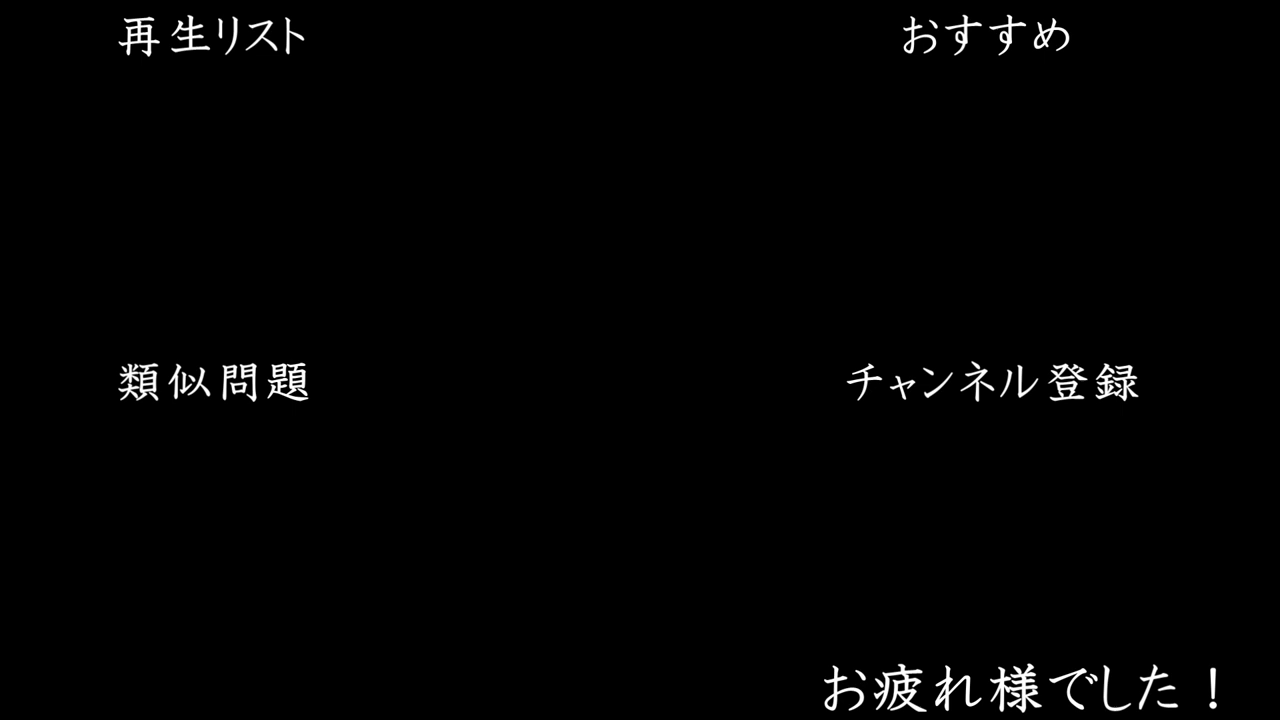 再生リスト
おすすめ
類似問題
チャンネル登録
お疲れ様でした！